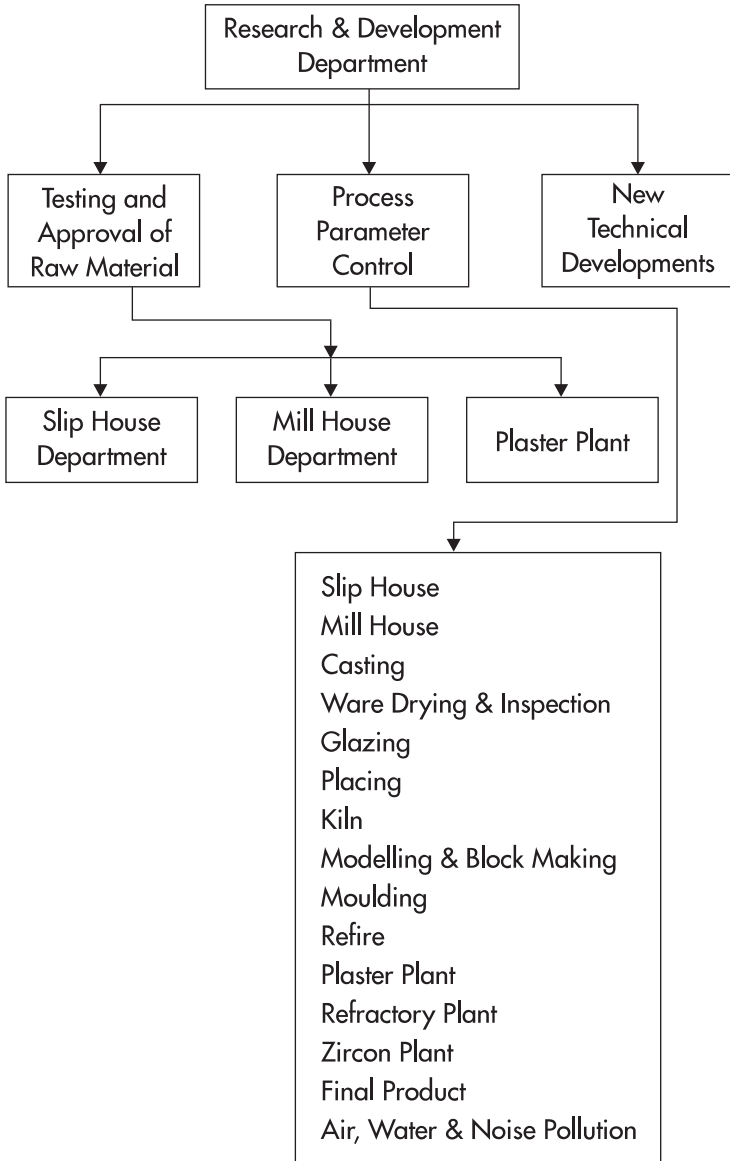 Research & Development
Department
Testing and
Approval of
Raw Material
Process
Parameter
Control
New
Technical
Developments
Slip House
Department
Mill House
Department
Plaster Plant
Slip House
Mill House
Casting
Ware Drying & Inspection
Glazing
Placing
Kiln
Modelling & Block Making
Moulding
Refire
Plaster Plant
Refractory Plant
Zircon Plant
Final Product
Air, Water & Noise Pollution